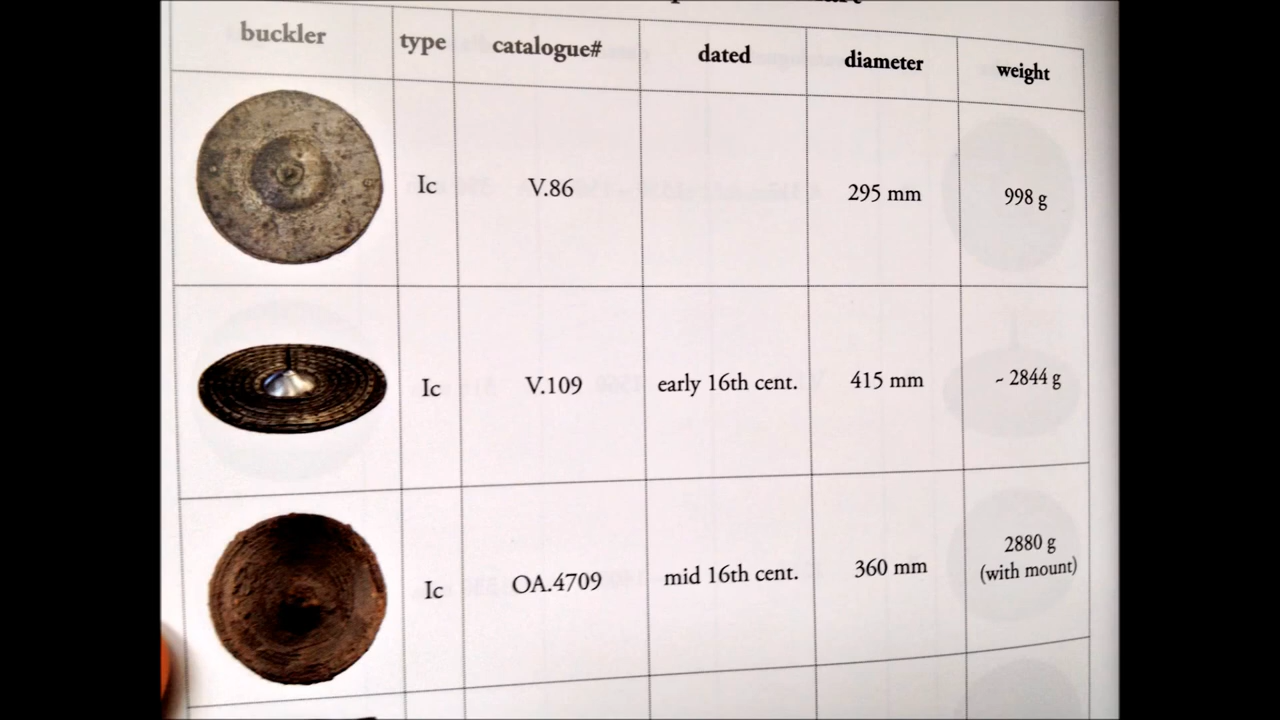 buckler type catalogue# dated diameter weight
Ic V.86 295 mm 998 g
Ic V.109 early 16th cent. 415 mm ~ 2844 g
Ic OA.4709 mid 16th cent. 360 mm 2880 g
(with mount)